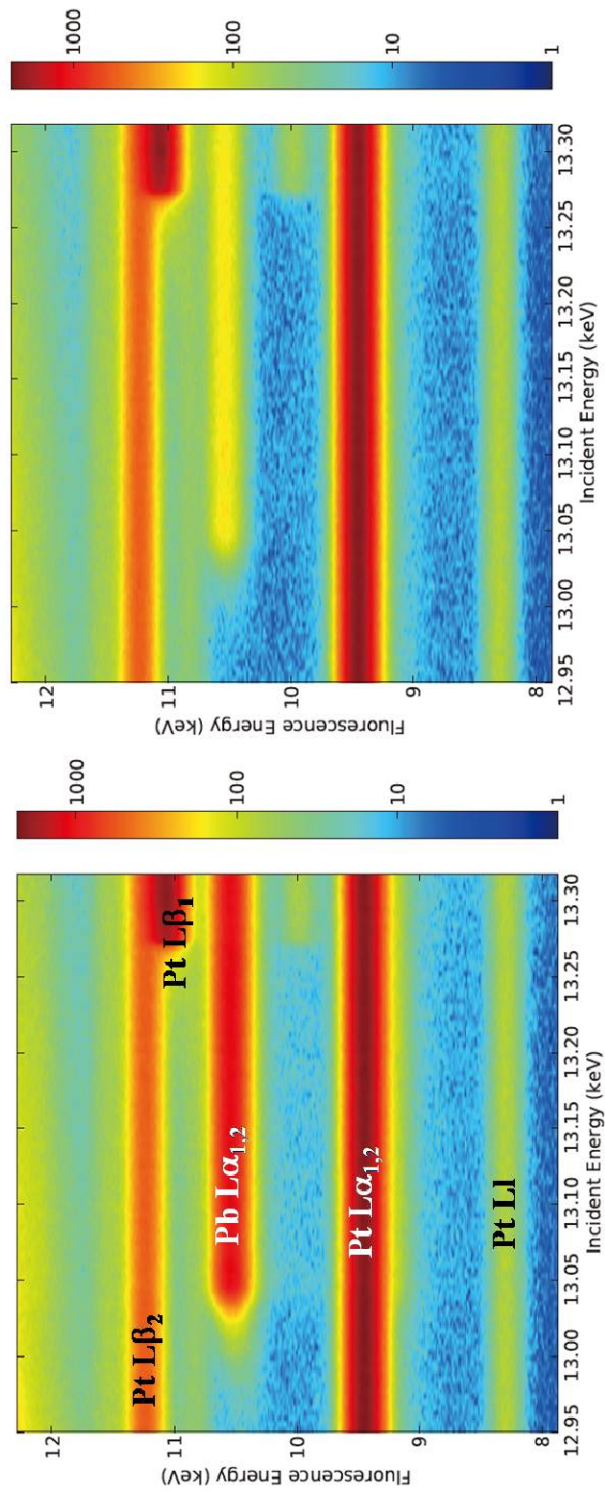 Fluorescence Energy (keV)
12
11
10
9
8
Pt Lβ₂
Pt Lβ₁
Pb Lα₁,₂
Pt Lα₁,₂
Pt Ll
12.95 13.00 13.05 13.10 13.15 13.20 13.25 13.30
Incident Energy (keV)
1000
100
10
1
Fluorescence Energy (keV)
12
11
10
9
8
12.95 13.00 13.05 13.10 13.15 13.20 13.25 13.30
Incident Energy (keV)
1000
100
10
1